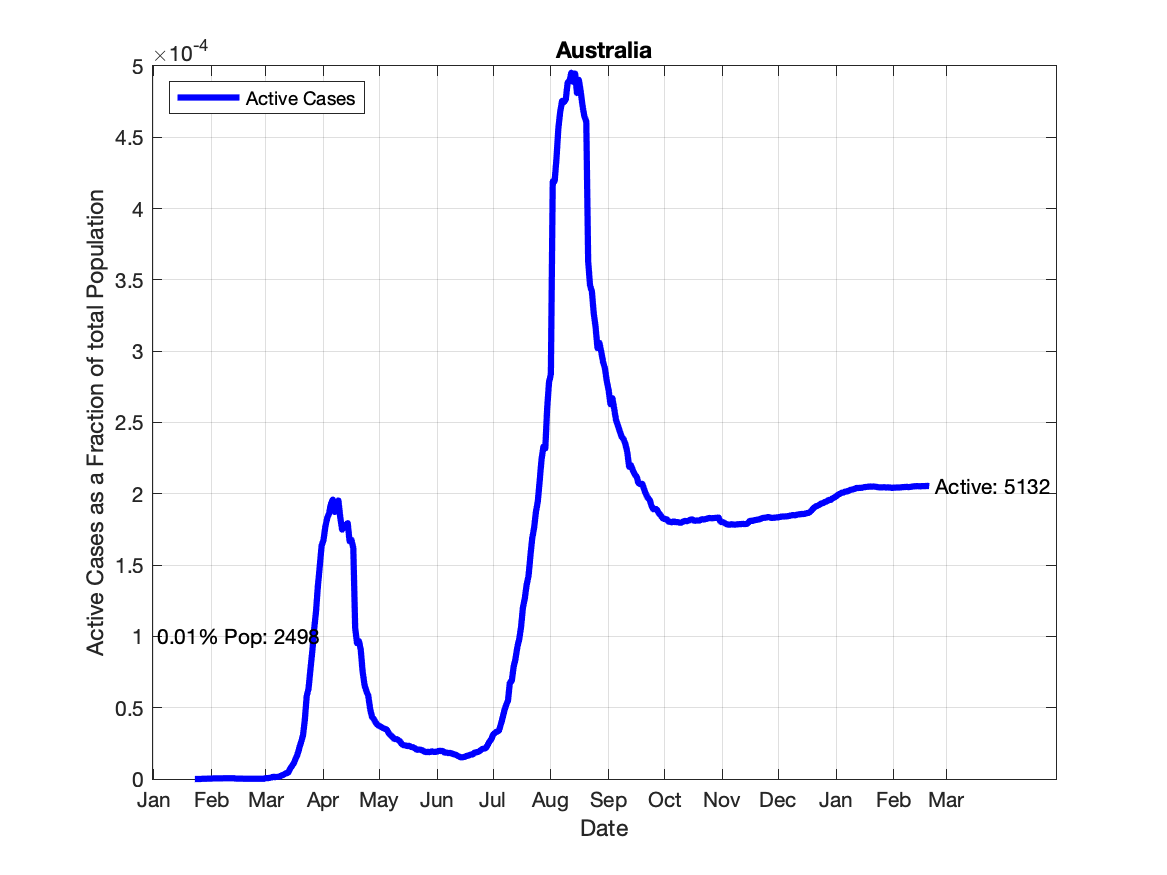 Australia
×10-4
Active Cases
5
4.5
4
3.5
3
2.5
2
1.5
1
0.5
0
Active Cases as a Fraction of total Population
0.01% Pop: 2498
Active: 5132
Jan Feb Mar Apr May Jun Jul Aug Sep Oct Nov Dec Jan Feb Mar
Date